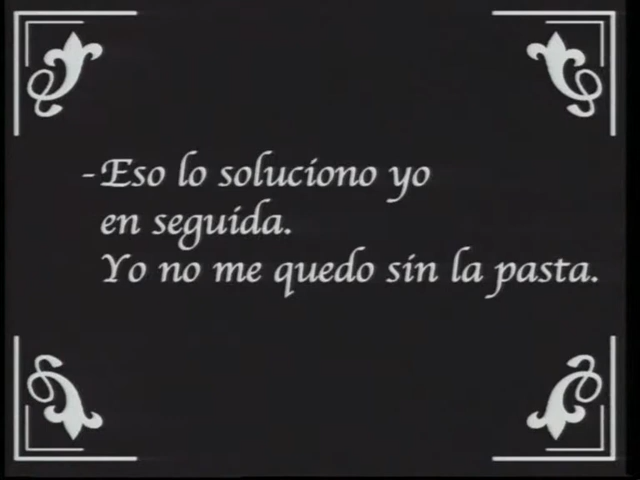 -Eso lo soluciono yo
en seguida.
Yo no me quedo sin la pasta.